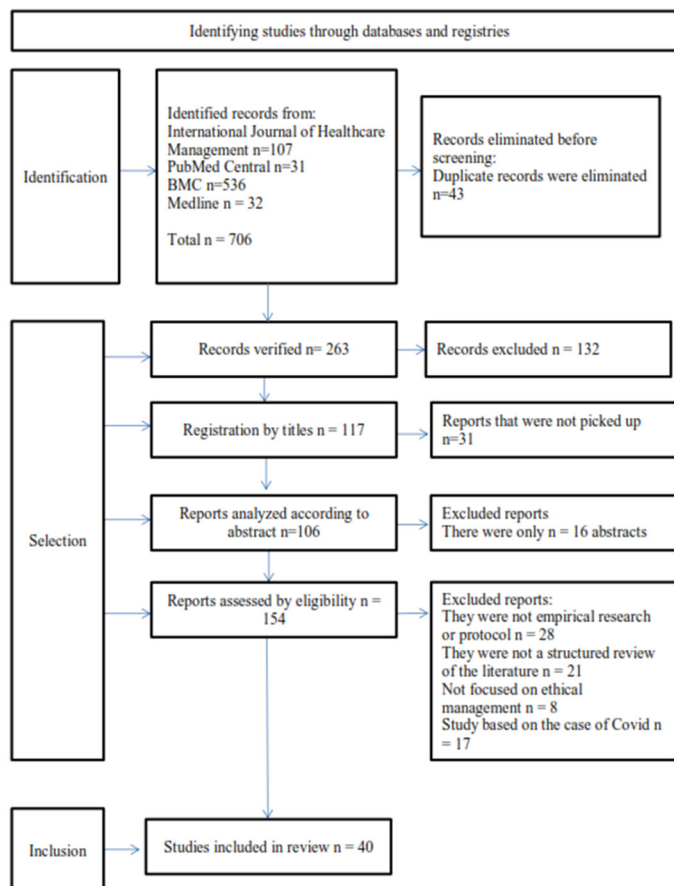 Identifying studies through databases and registries
Identification
Identified records from:
International Journal of Healthcare
Management n=107
PubMed Central n=31
BMC n=536
Medline n = 32
Total n = 706
Records eliminated before
screening:
Duplicate records were eliminated
n=43
Selection
Records verified n= 263
Records excluded n = 132
Registration by titles n = 117
Reports that were not picked up
n=31
Reports analyzed according to
abstract n=106
Excluded reports
There were only n = 16 abstracts
Reports assessed by eligibility n =
154
Excluded reports:
They were not empirical research
or protocol n = 28
They were not a structured review
of the literature n = 21
Not focused on ethical
management n = 8
Study based on the case of Covid n
= 17
Inclusion
Studies included in review n = 40